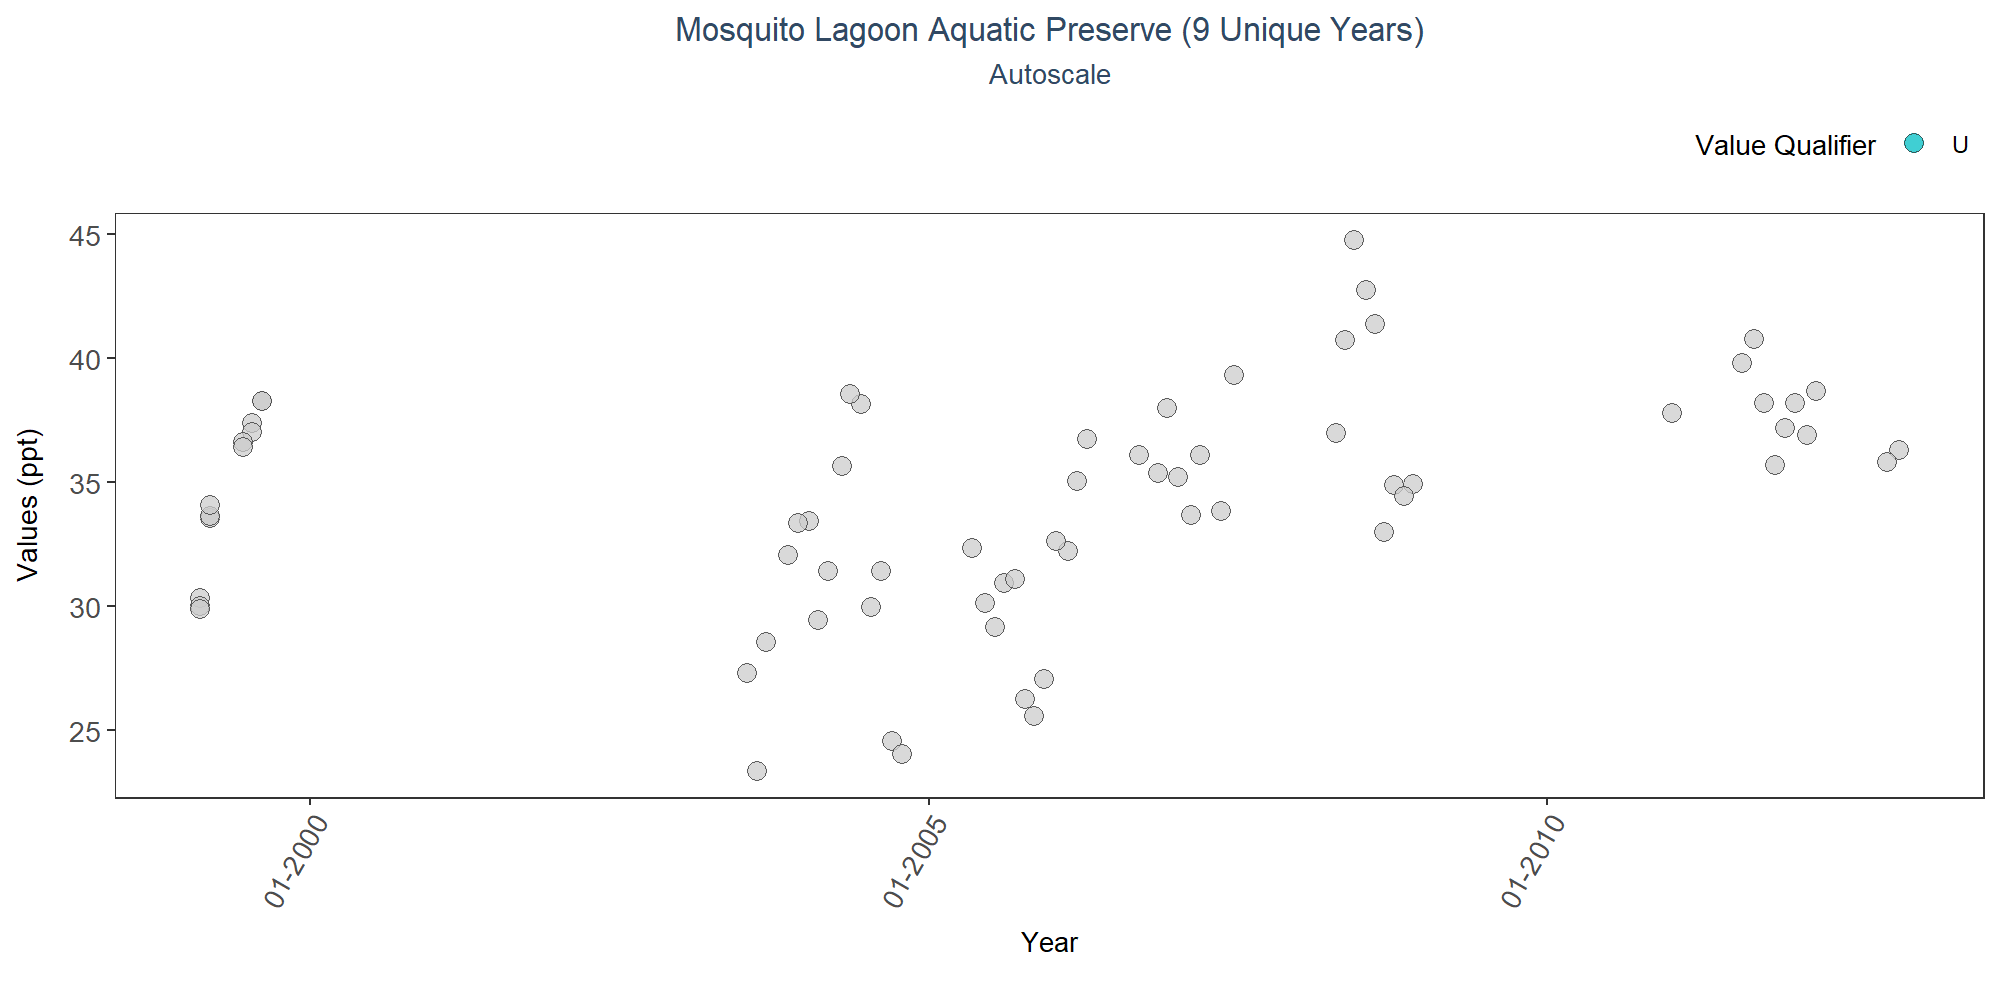 Mosquito Lagoon Aquatic Preserve (9 Unique Years)
Autoscale
Value Qualifier U
45
40
35
30
25
Values (ppt)
01-2000
01-2005
01-2010
Year